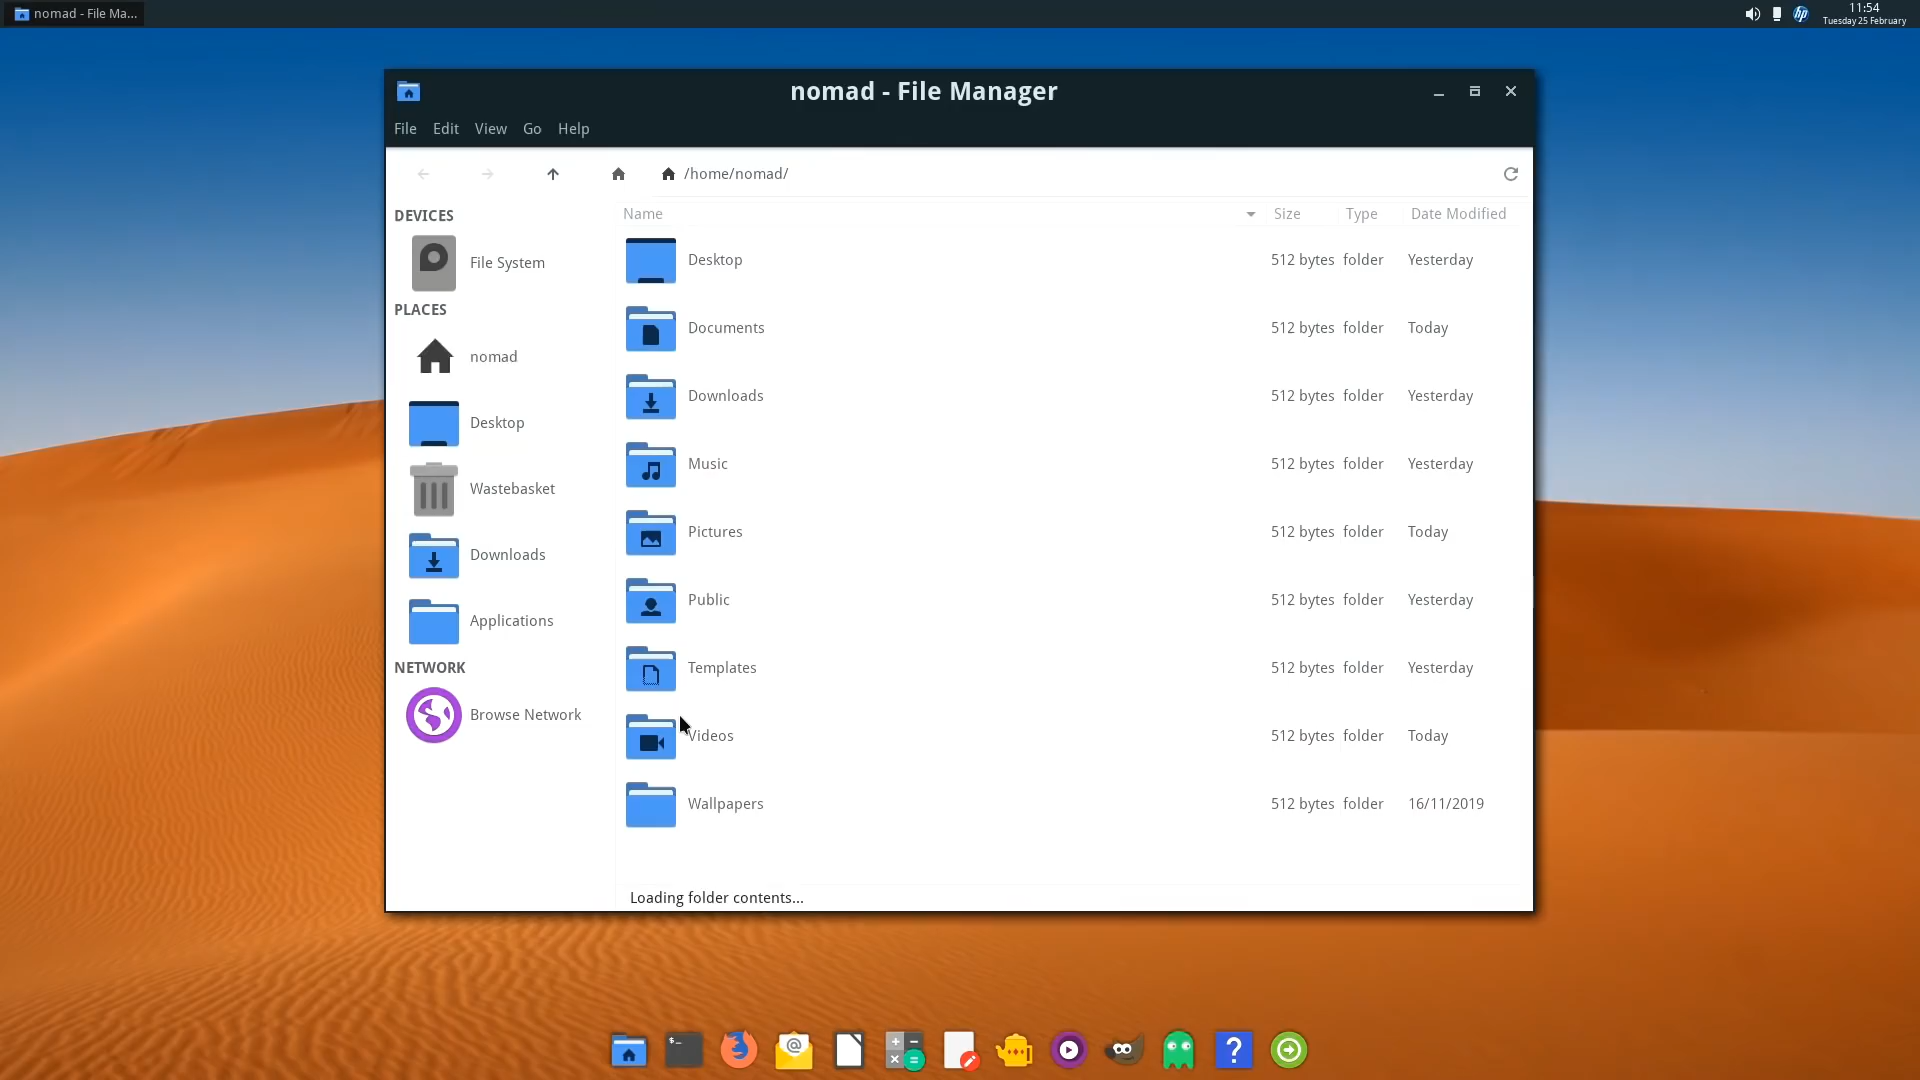 nomad - File Ma...
11:54
Tuesday 25 February
nomad - File Manager
File Edit View Go Help
/home/nomad/
DEVICES
File System
PLACES
nomad
Desktop
Wastebasket
Downloads
Applications
NETWORK
Browse Network
Name Size Type Date Modified
Desktop 512 bytes folder Yesterday
Documents 512 bytes folder Today
Downloads 512 bytes folder Yesterday
Music 512 bytes folder Yesterday
Pictures 512 bytes folder Today
Public 512 bytes folder Yesterday
Templates 512 bytes folder Yesterday
Videos 512 bytes folder Today
Wallpapers 512 bytes folder 16/11/2019
Loading folder contents...